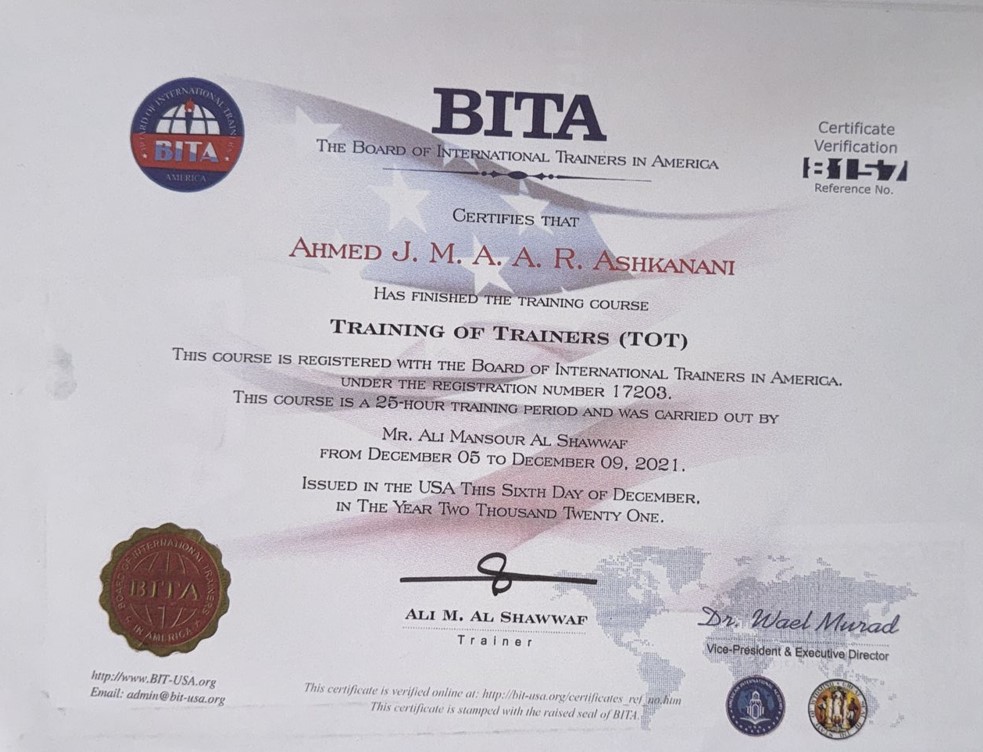 BITA
THE BOARD OF INTERNATIONAL TRAINERS IN AMERICA
BITA
AMERICA
Certificate
Verification
8157
Reference No.
CERTIFIES THAT
AHMED J. M. A. A. R. ASHKANANI
HAS FINISHED THE TRAINING COURSE
TRAINING OF TRAINERS (TOT)
THIS COURSE IS REGISTERED WITH THE BOARD OF INTERNATIONAL TRAINERS IN AMERICA.
UNDER THE REGISTRATION NUMBER 17203.
THIS COURSE IS A 25-HOUR TRAINING PERIOD AND WAS CARRIED OUT BY
MR. ALI MANSOUR AL SHAWWAF
FROM DECEMBER 05 TO DECEMBER 09, 2021.
ISSUED IN THE USA THIS SIXTH DAY OF DECEMBER,
IN THE YEAR TWO THOUSAND TWENTY ONE.
BOARD OF INTERNATIONAL TRAINERS
BITA
IN AMERICA
ALI M. AL SHAWWAF
Trainer
Dr. Wael Murad
Vice-President & Executive Director
http://www.BIT-USA.org
Email: admin@bit-usa.org
This certificate is verified online at: http://bit-usa.org/certificates_ref_no.htm
This certificate is stamped with the raised seal of BITA.